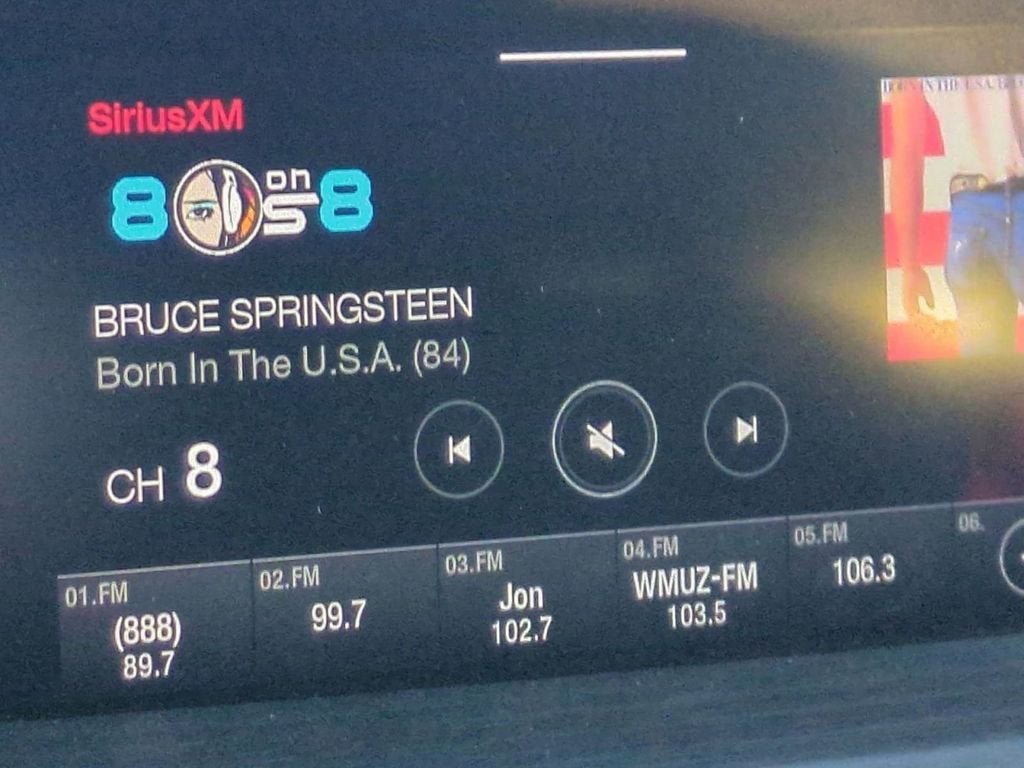 SiriusXM
80s on 8
BRUCE SPRINGSTEEN
Born In The U.S.A. (84)
CH 8
01.FM
(888)
89.7
02.FM
99.7
03.FM
Jon
102.7
04.FM
WMUZ-FM
103.5
05.FM
106.3
06.